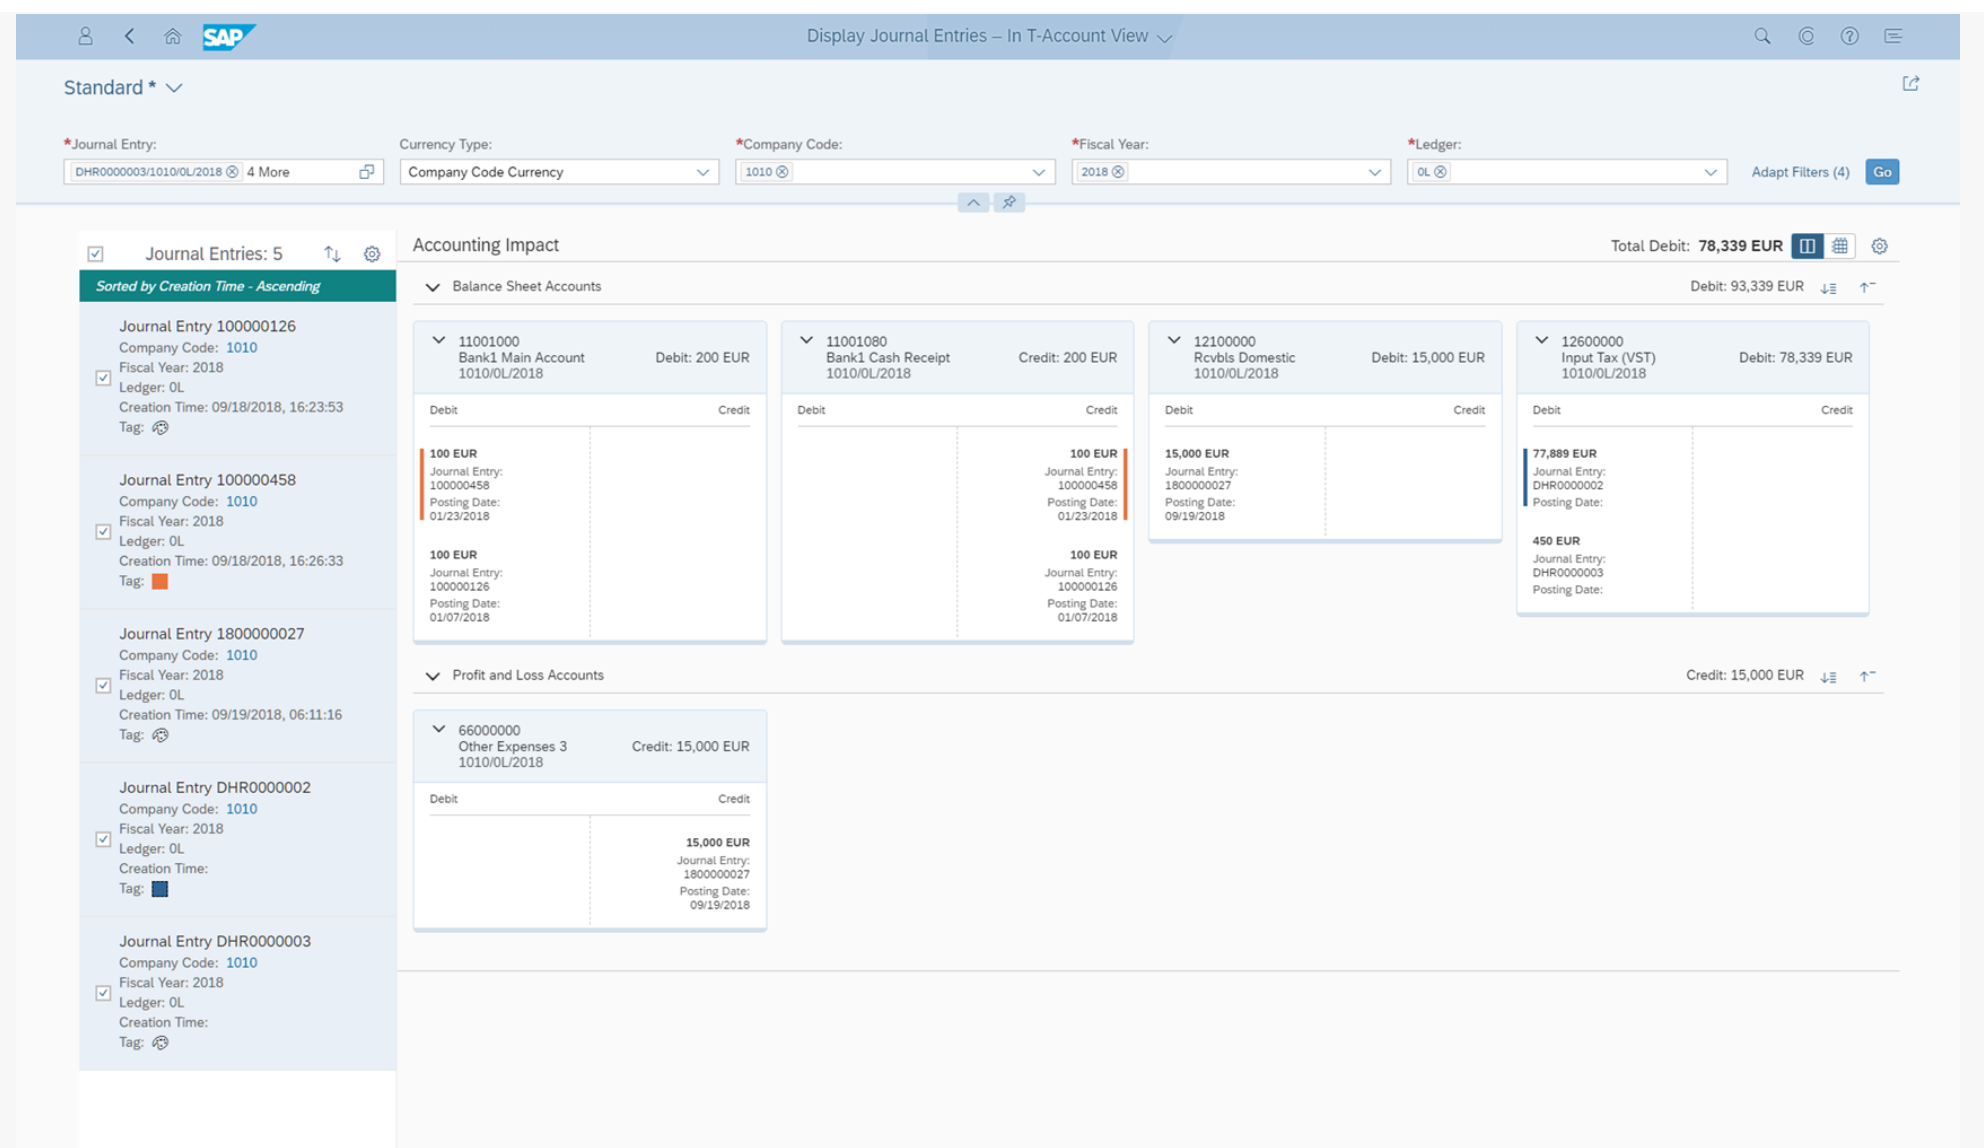 SAP
Display Journal Entries – In T-Account View
Standard *
*Journal Entry:
DHR0000003/1010/0L/2018 4 More
Currency Type:
Company Code Currency
*Company Code:
1010
*Fiscal Year:
2018
*Ledger:
0L
Adapt Filters (4)
Go
Journal Entries: 5
Sorted by Creation Time - Ascending
Journal Entry 100000126
Company Code: 1010
Fiscal Year: 2018
Ledger: 0L
Creation Time: 09/18/2018, 16:23:53
Tag:
Journal Entry 100000458
Company Code: 1010
Fiscal Year: 2018
Ledger: 0L
Creation Time: 09/18/2018, 16:26:33
Tag:
Journal Entry 1800000027
Company Code: 1010
Fiscal Year: 2018
Ledger: 0L
Creation Time: 09/19/2018, 06:11:16
Tag:
Journal Entry DHR0000002
Company Code: 1010
Fiscal Year: 2018
Ledger: 0L
Creation Time:
Tag:
Journal Entry DHR0000003
Company Code: 1010
Fiscal Year: 2018
Ledger: 0L
Creation Time:
Tag:
Accounting Impact
Total Debit: 78,339 EUR
Balance Sheet Accounts
Debit: 93,339 EUR
11001000
Bank1 Main Account
1010/0L/2018
Debit: 200 EUR
Debit
Credit
100 EUR
Journal Entry:
100000458
Posting Date:
01/23/2018
100 EUR
Journal Entry:
100000126
Posting Date:
01/07/2018
11001080
Bank1 Cash Receipt
1010/0L/2018
Credit: 200 EUR
Debit
Credit
100 EUR
Journal Entry:
100000458
Posting Date:
01/23/2018
100 EUR
Journal Entry:
100000126
Posting Date:
01/07/2018
12100000
Rcvbls Domestic
1010/0L/2018
Debit: 15,000 EUR
Debit
Credit
15,000 EUR
Journal Entry:
1800000027
Posting Date:
09/19/2018
12600000
Input Tax (VST)
1010/0L/2018
Debit: 78,339 EUR
Debit
Credit
77,889 EUR
Journal Entry:
DHR0000002
Posting Date:
450 EUR
Journal Entry:
DHR0000003
Posting Date:
Profit and Loss Accounts
Credit: 15,000 EUR
66000000
Other Expenses 3
1010/0L/2018
Credit: 15,000 EUR
Debit
Credit
15,000 EUR
Journal Entry:
1800000027
Posting Date:
09/19/2018